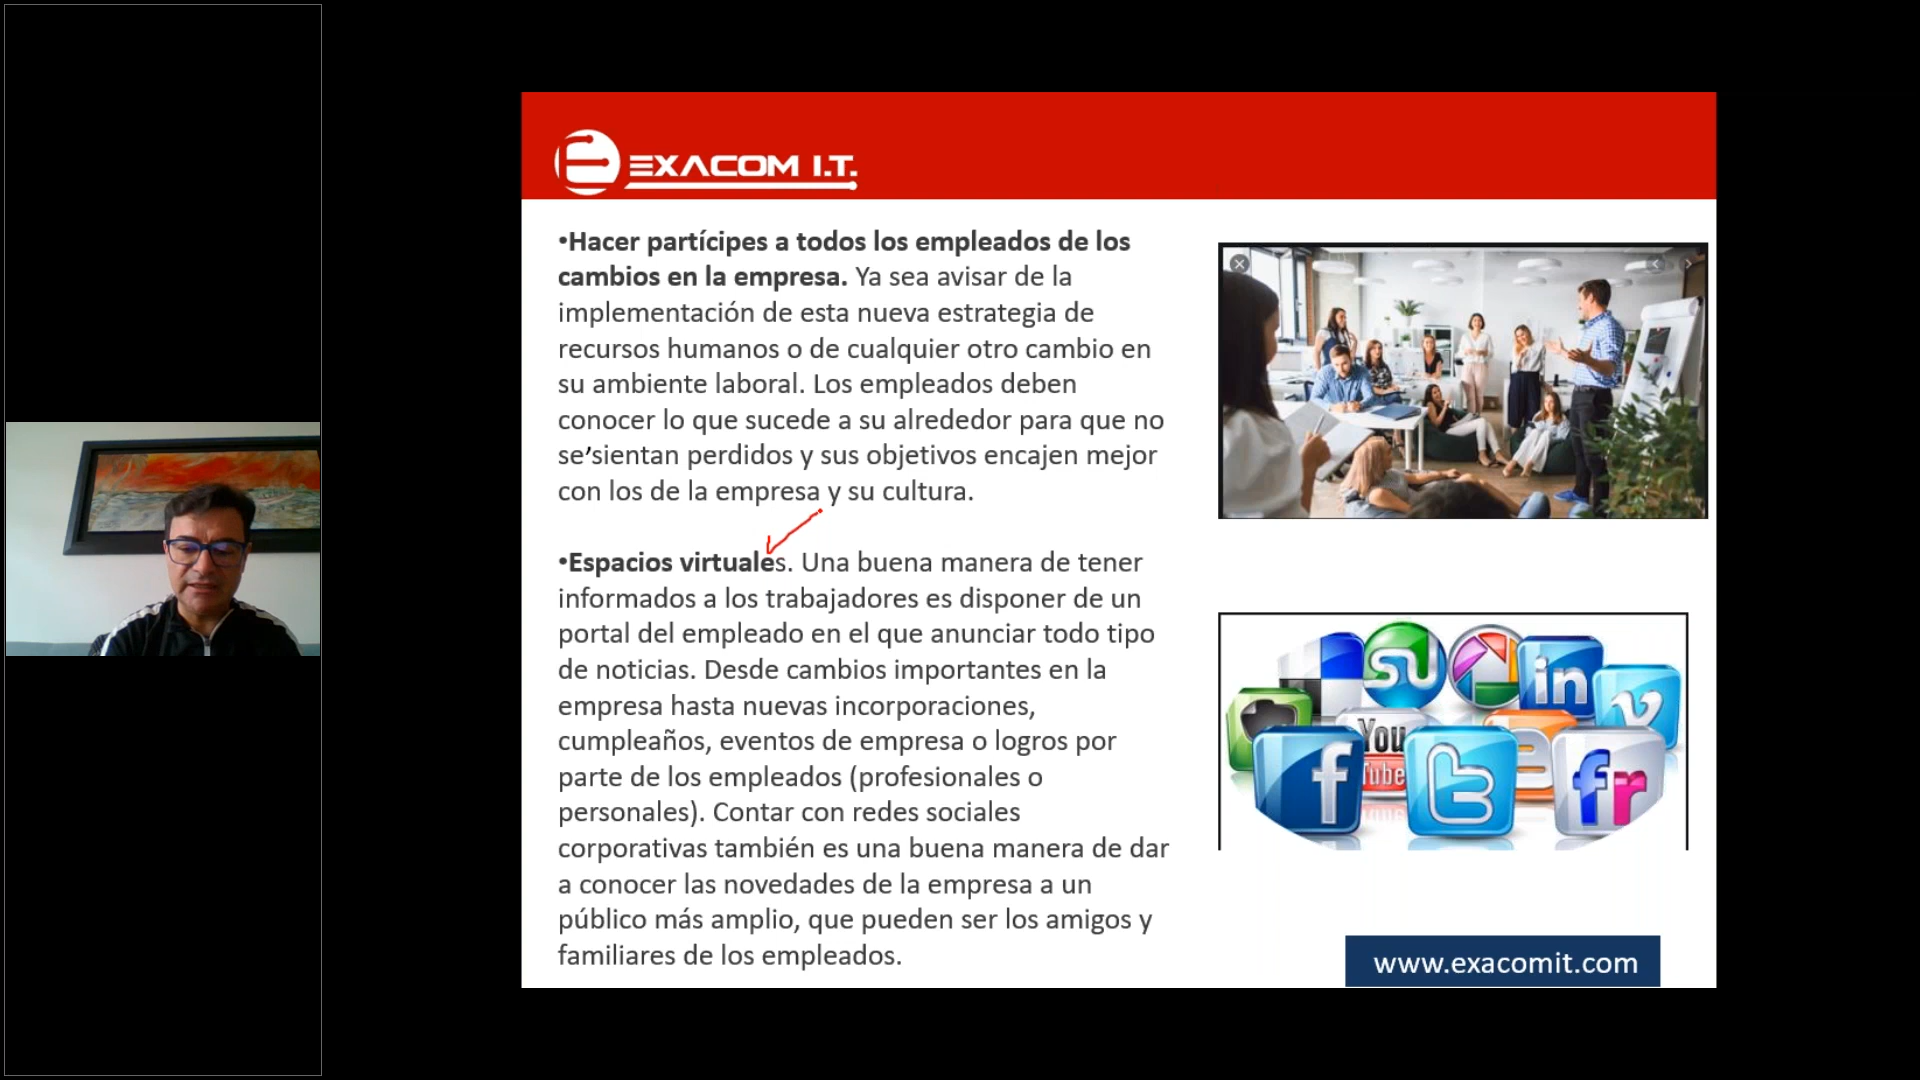 EXACOM I.T.
•Hacer partícipes a todos los empleados de los
cambios en la empresa. Ya sea avisar de la
implementación de esta nueva estrategia de
recursos humanos o de cualquier otro cambio en
su ambiente laboral. Los empleados deben
conocer lo que sucede a su alrededor para que no
se’sientan perdidos y sus objetivos encajen mejor
con los de la empresa y su cultura.
•Espacios virtuales. Una buena manera de tener
informados a los trabajadores es disponer de un
portal del empleado en el que anunciar todo tipo
de noticias. Desde cambios importantes en la
empresa hasta nuevas incorporaciones,
cumpleaños, eventos de empresa o logros por
parte de los empleados (profesionales o
personales). Contar con redes sociales
corporativas también es una buena manera de dar
a conocer las novedades de la empresa a un
público más amplio, que pueden ser los amigos y
familiares de los empleados.
in
You
Tube
f
fr
www.exacomit.com